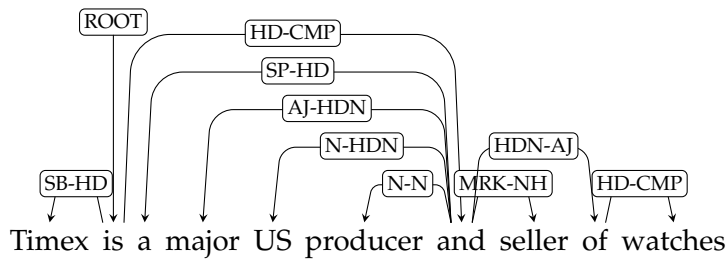 ROOT
HD-CMP
SP-HD
AJ-HDN
N-HDN HDN-AJ
SB-HD N-N MRK-NH HD-CMP
Timex is a major US producer and seller of watches